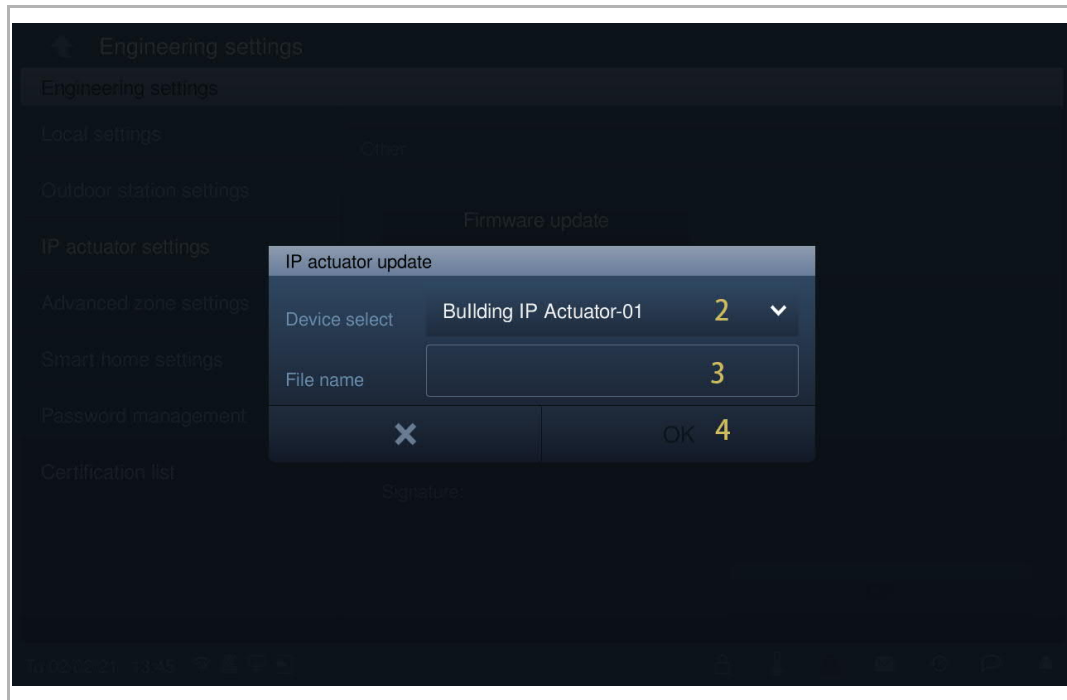 Engineering settings
Engineering settings
Local settings
Other
Outdoor station settings
Firmware update
IP actuator settings
IP actuator update
Advanced zone settings
Device select BuIlding IP Actuator-01 2
Smart home settings
File name 3
Password management
OK 4
Certification list
Signature: